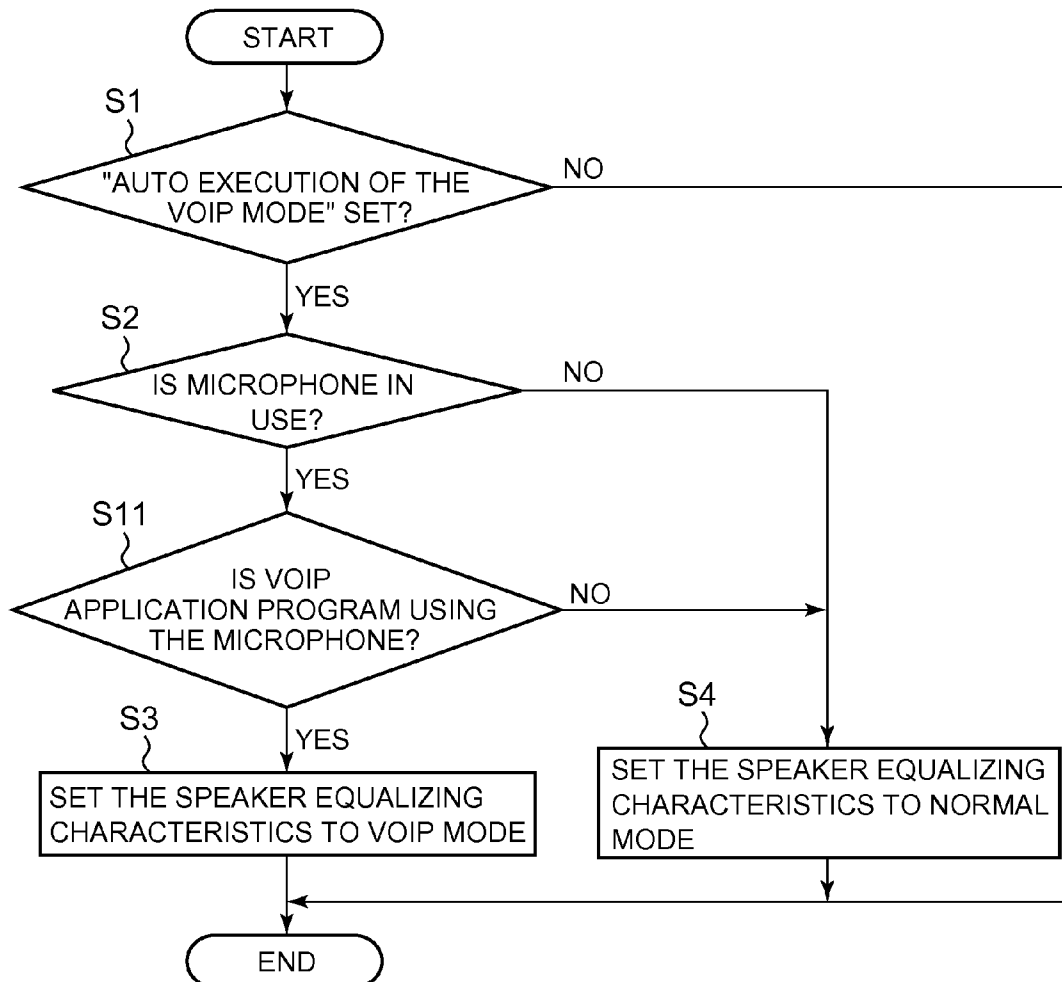 START
S1
"AUTO EXECUTION OF THE
VOIP MODE" SET?
NO
YES
S2
IS MICROPHONE IN
USE?
NO
YES
S11
IS VOIP
APPLICATION PROGRAM USING
THE MICROPHONE?
NO
YES
S3
SET THE SPEAKER EQUALIZING
CHARACTERISTICS TO VOIP MODE
S4
SET THE SPEAKER EQUALIZING
CHARACTERISTICS TO NORMAL
MODE
END